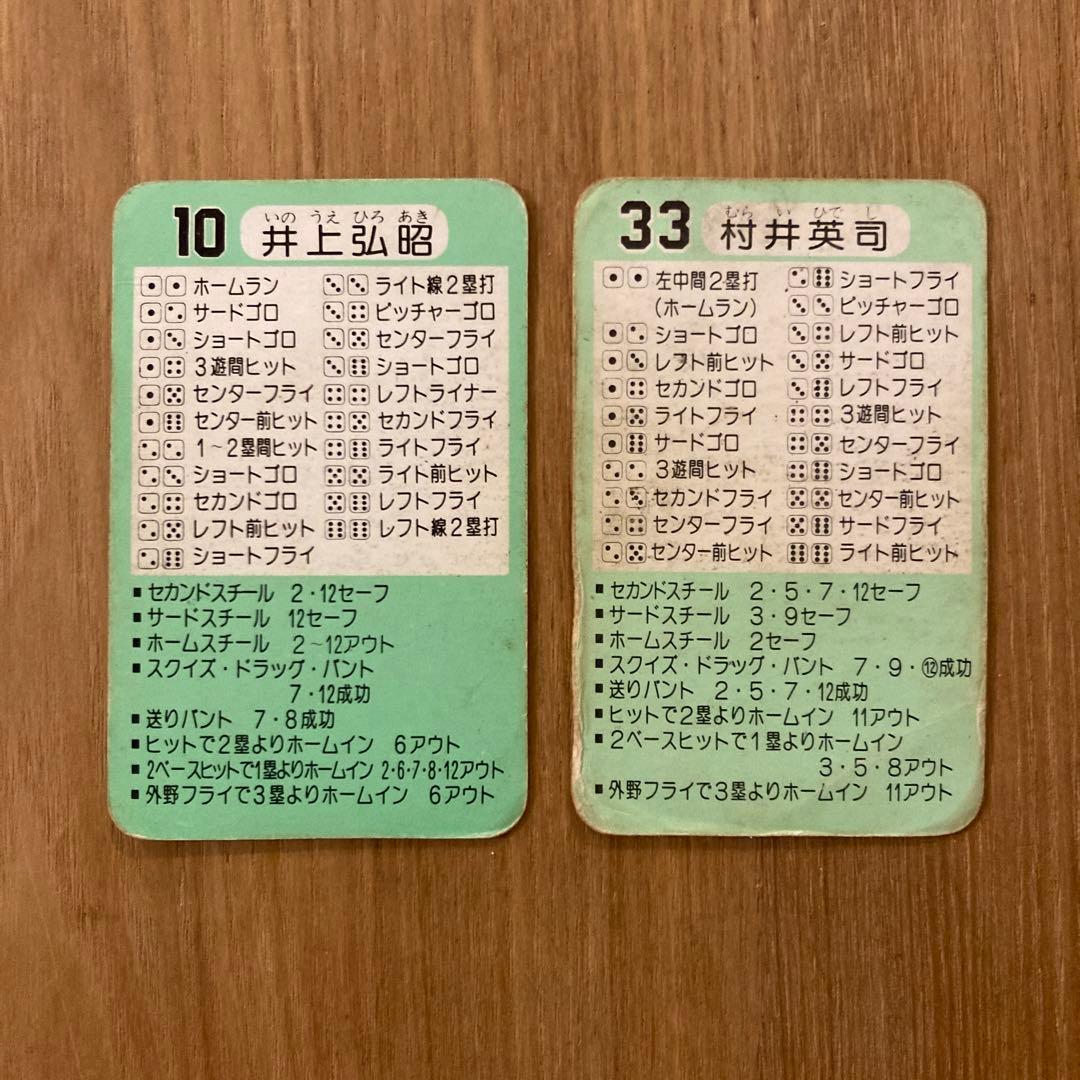 10
いの うえ ひろ あき
井上弘昭
⚀⚀ ホームラン
⚀⚁ サードゴロ
⚀⚂ ショートゴロ
⚀⚃ 3遊間ヒット
⚀⚄ センターフライ
⚀⚅ センター前ヒット
⚁⚁ 1~2塁間ヒット
⚁⚂ ショートゴロ
⚁⚃ セカンドゴロ
⚁⚄ レフト前ヒット
⚁⚅ ショートフライ
⚂⚂ ライト線2塁打
⚂⚃ ピッチャーゴロ
⚂⚄ センターフライ
⚂⚅ ショートゴロ
⚃⚃ レフトライナー
⚃⚄ セカンドフライ
⚃⚅ ライトフライ
⚄⚄ ライト前ヒット
⚄⚅ レフトフライ
⚅⚅ レフト線2塁打
■セカンドスチール 2・12セーフ
■サードスチール 12セーフ
■ホームスチール 2~12アウト
■スクイズ・ドラッグ・バント
7・12成功
■送りバント 7・8成功
■ヒットで2塁よりホームイン 6アウト
■2ベースヒットで1塁よりホームイン 2・6・7・8・12アウト
■外野フライで3塁よりホームイン 6アウト
33
むら い ひで し
村井英司
⚀⚀ 左中間2塁打
(ホームラン)
⚀⚁ ショートゴロ
⚀⚂ レフト前ヒット
⚀⚃ セカンドゴロ
⚀⚄ ライトフライ
⚀⚅ サードゴロ
⚁⚁ 3遊間ヒット
⚁⚂ セカンドフライ
⚁⚃ センターフライ
⚁⚄ センター前ヒット
⚁⚅ ショートフライ
⚂⚂ ピッチャーゴロ
⚂⚃ レフト前ヒット
⚂⚄ サードゴロ
⚂⚅ レフトフライ
⚃⚃ 3遊間ヒット
⚃⚄ センターフライ
⚃⚅ ショートゴロ
⚄⚄ センター前ヒット
⚄⚅ サードフライ
⚅⚅ ライト前ヒット
■セカンドスチール 2・5・7・12セーフ
■サードスチール 3・9セーフ
■ホームスチール 2セーフ
■スクイズ・ドラッグ・バント 7・9・⑫成功
■送りバント 2・5・7・12成功
■ヒットで2塁よりホームイン 11アウト
■2ベースヒットで1塁よりホームイン
3・5・8アウト
■外野フライで3塁よりホームイン 11アウト